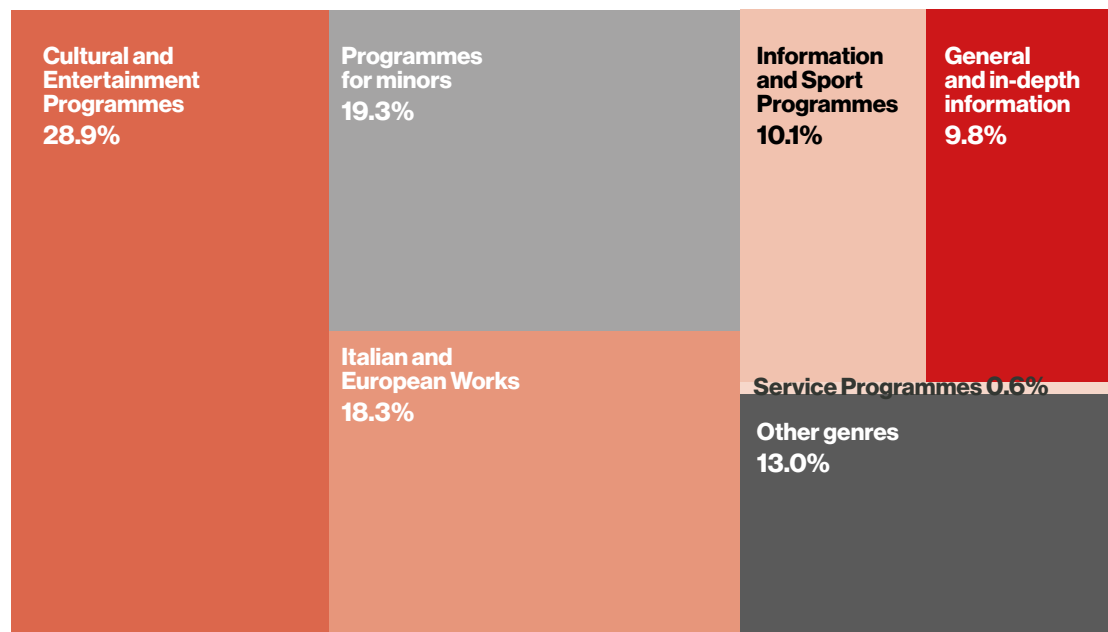 Cultural and
Entertainment
Programmes
28.9%
Programmes
for minors
19.3%
Italian and
European Works
18.3%
Information
and Sport
Programmes
10.1%
General
and in-depth
information
9.8%
Service Programmes 0.6%
Other genres
13.0%